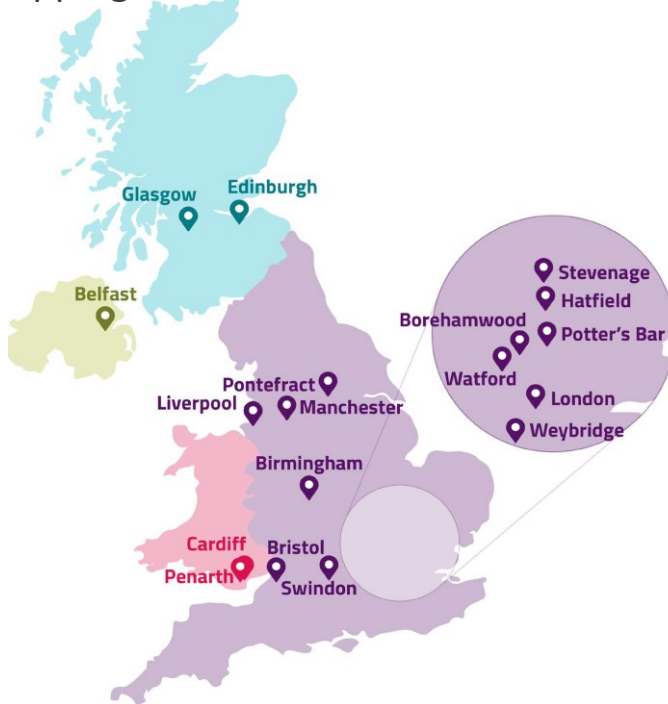 Edinburgh
Glasgow
Belfast
Stevenage
Hatfield
Borehamwood
Potter's Bar
Watford
London
Weybridge
Pontefract
Liverpool
Manchester
Birmingham
Cardiff
Bristol
Penarth
Swindon